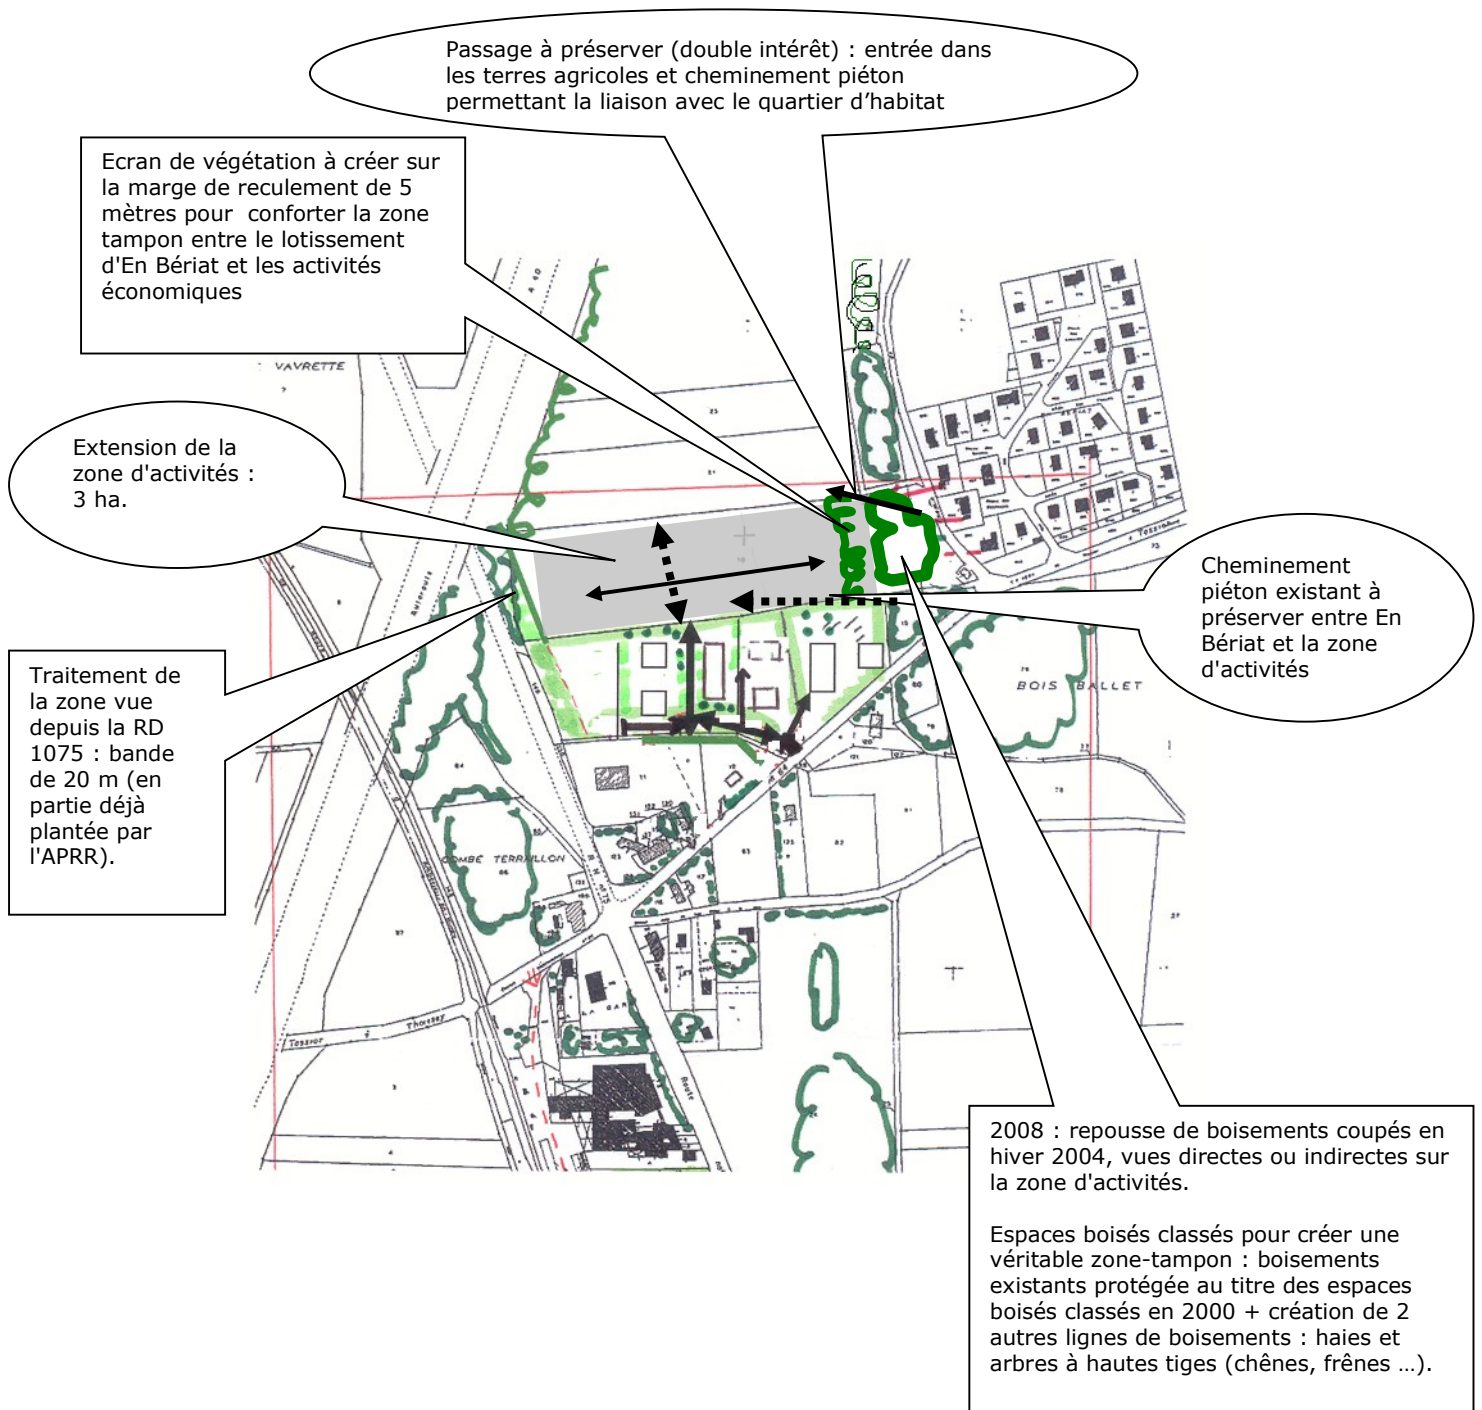 Passage à préserver (double intérêt) : entrée dans
les terres agricoles et cheminement piéton
permettant la liaison avec le quartier d'habitat
Ecran de végétation à créer sur
la marge de reculement de 5
mètres pour  conforter la zone
tampon entre le lotissement
d'En Bériat et les activités
économiques
A 40
VAVRETTE
Extension de la
zone d'activités :
3 ha.
Autoroute
Cheminement
piéton existant à
préserver entre En
Bériat et la zone
d'activités
Traitement de
la zone vue
depuis la RD
1075 : bande
de 20 m (en
partie déjà
plantée par
l'APRR).
BOIS BALLET
COMBE TERRAILLON
Tossiat
à
Thoissey
Route
2008 : repousse de boisements coupés en
hiver 2004, vues directes ou indirectes sur
la zone d'activités.
Espaces boisés classés pour créer une
véritable zone-tampon : boisements
existants protégée au titre des espaces
boisés classés en 2000 + création de 2
autres lignes de boisements : haies et
arbres à hautes tiges (chênes, frênes …).